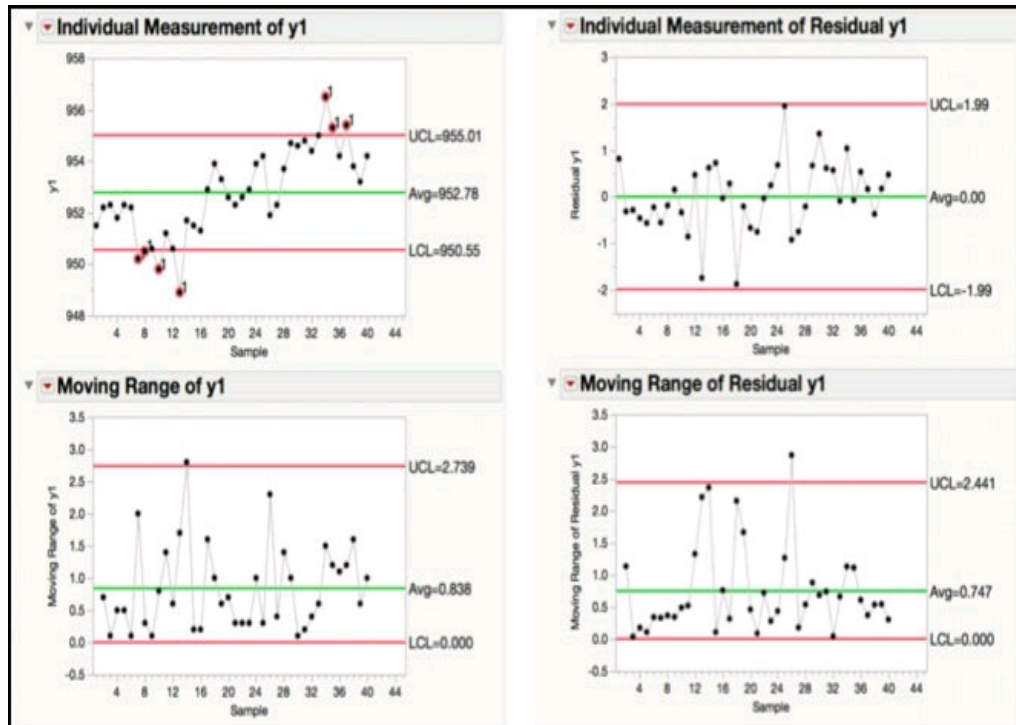 Individual Measurement of y1
958
956
954
952
950
948
y1
1
1
1
1
1
1
1
UCL=955.01
Avg=952.78
LCL=950.55
4 8 12 16 20 24 28 32 36 40 44
Sample
Individual Measurement of Residual y1
3
2
1
0
-1
-2
Residual y1
UCL=1.99
Avg=0.00
LCL=-1.99
4 8 12 16 20 24 28 32 36 40 44
Sample
Moving Range of y1
3.5
3.0
2.5
2.0
1.5
1.0
0.5
0.0
-0.5
Moving Range of y1
UCL=2.739
Avg=0.838
LCL=0.000
4 8 12 16 20 24 28 32 36 40 44
Sample
Moving Range of Residual y1
3.5
3.0
2.5
2.0
1.5
1.0
0.5
0.0
-0.5
Moving Range of Residual y1
UCL=2.441
Avg=0.747
LCL=0.000
4 8 12 16 20 24 28 32 36 40 44
Sample